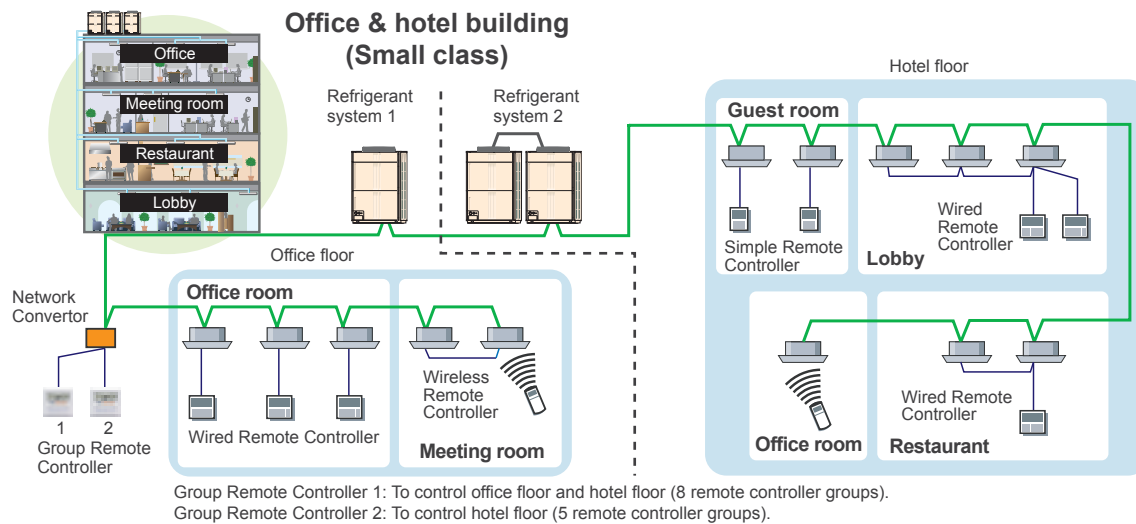 Office & hotel building
(Small class)
Office
Meeting room
Restaurant
Lobby
Refrigerant
system 1
Refrigerant
system 2
Hotel floor
Guest room
Simple Remote
Controller
Wired
Remote
Controller
Lobby
Office floor
Office room
Wired Remote Controller
Wireless
Remote
Controller
Meeting room
Network
Convertor
1
2
Group Remote
Controller
Office room
Wired Remote
Controller
Restaurant
Group Remote Controller 1: To control office floor and hotel floor (8 remote controller groups).
Group Remote Controller 2: To control hotel floor (5 remote controller groups).